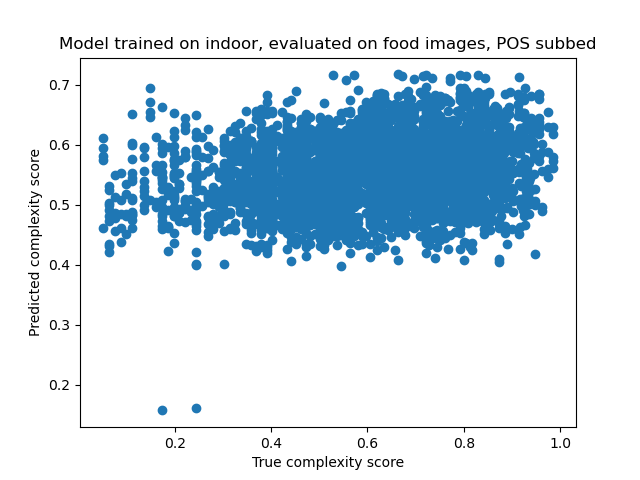 Model trained on indoor, evaluated on food images, POS subbed
0.7
0.6
0.5
0.4
0.3
0.2
Predicted complexity score
0.2 0.4 0.6 0.8 1.0
True complexity score